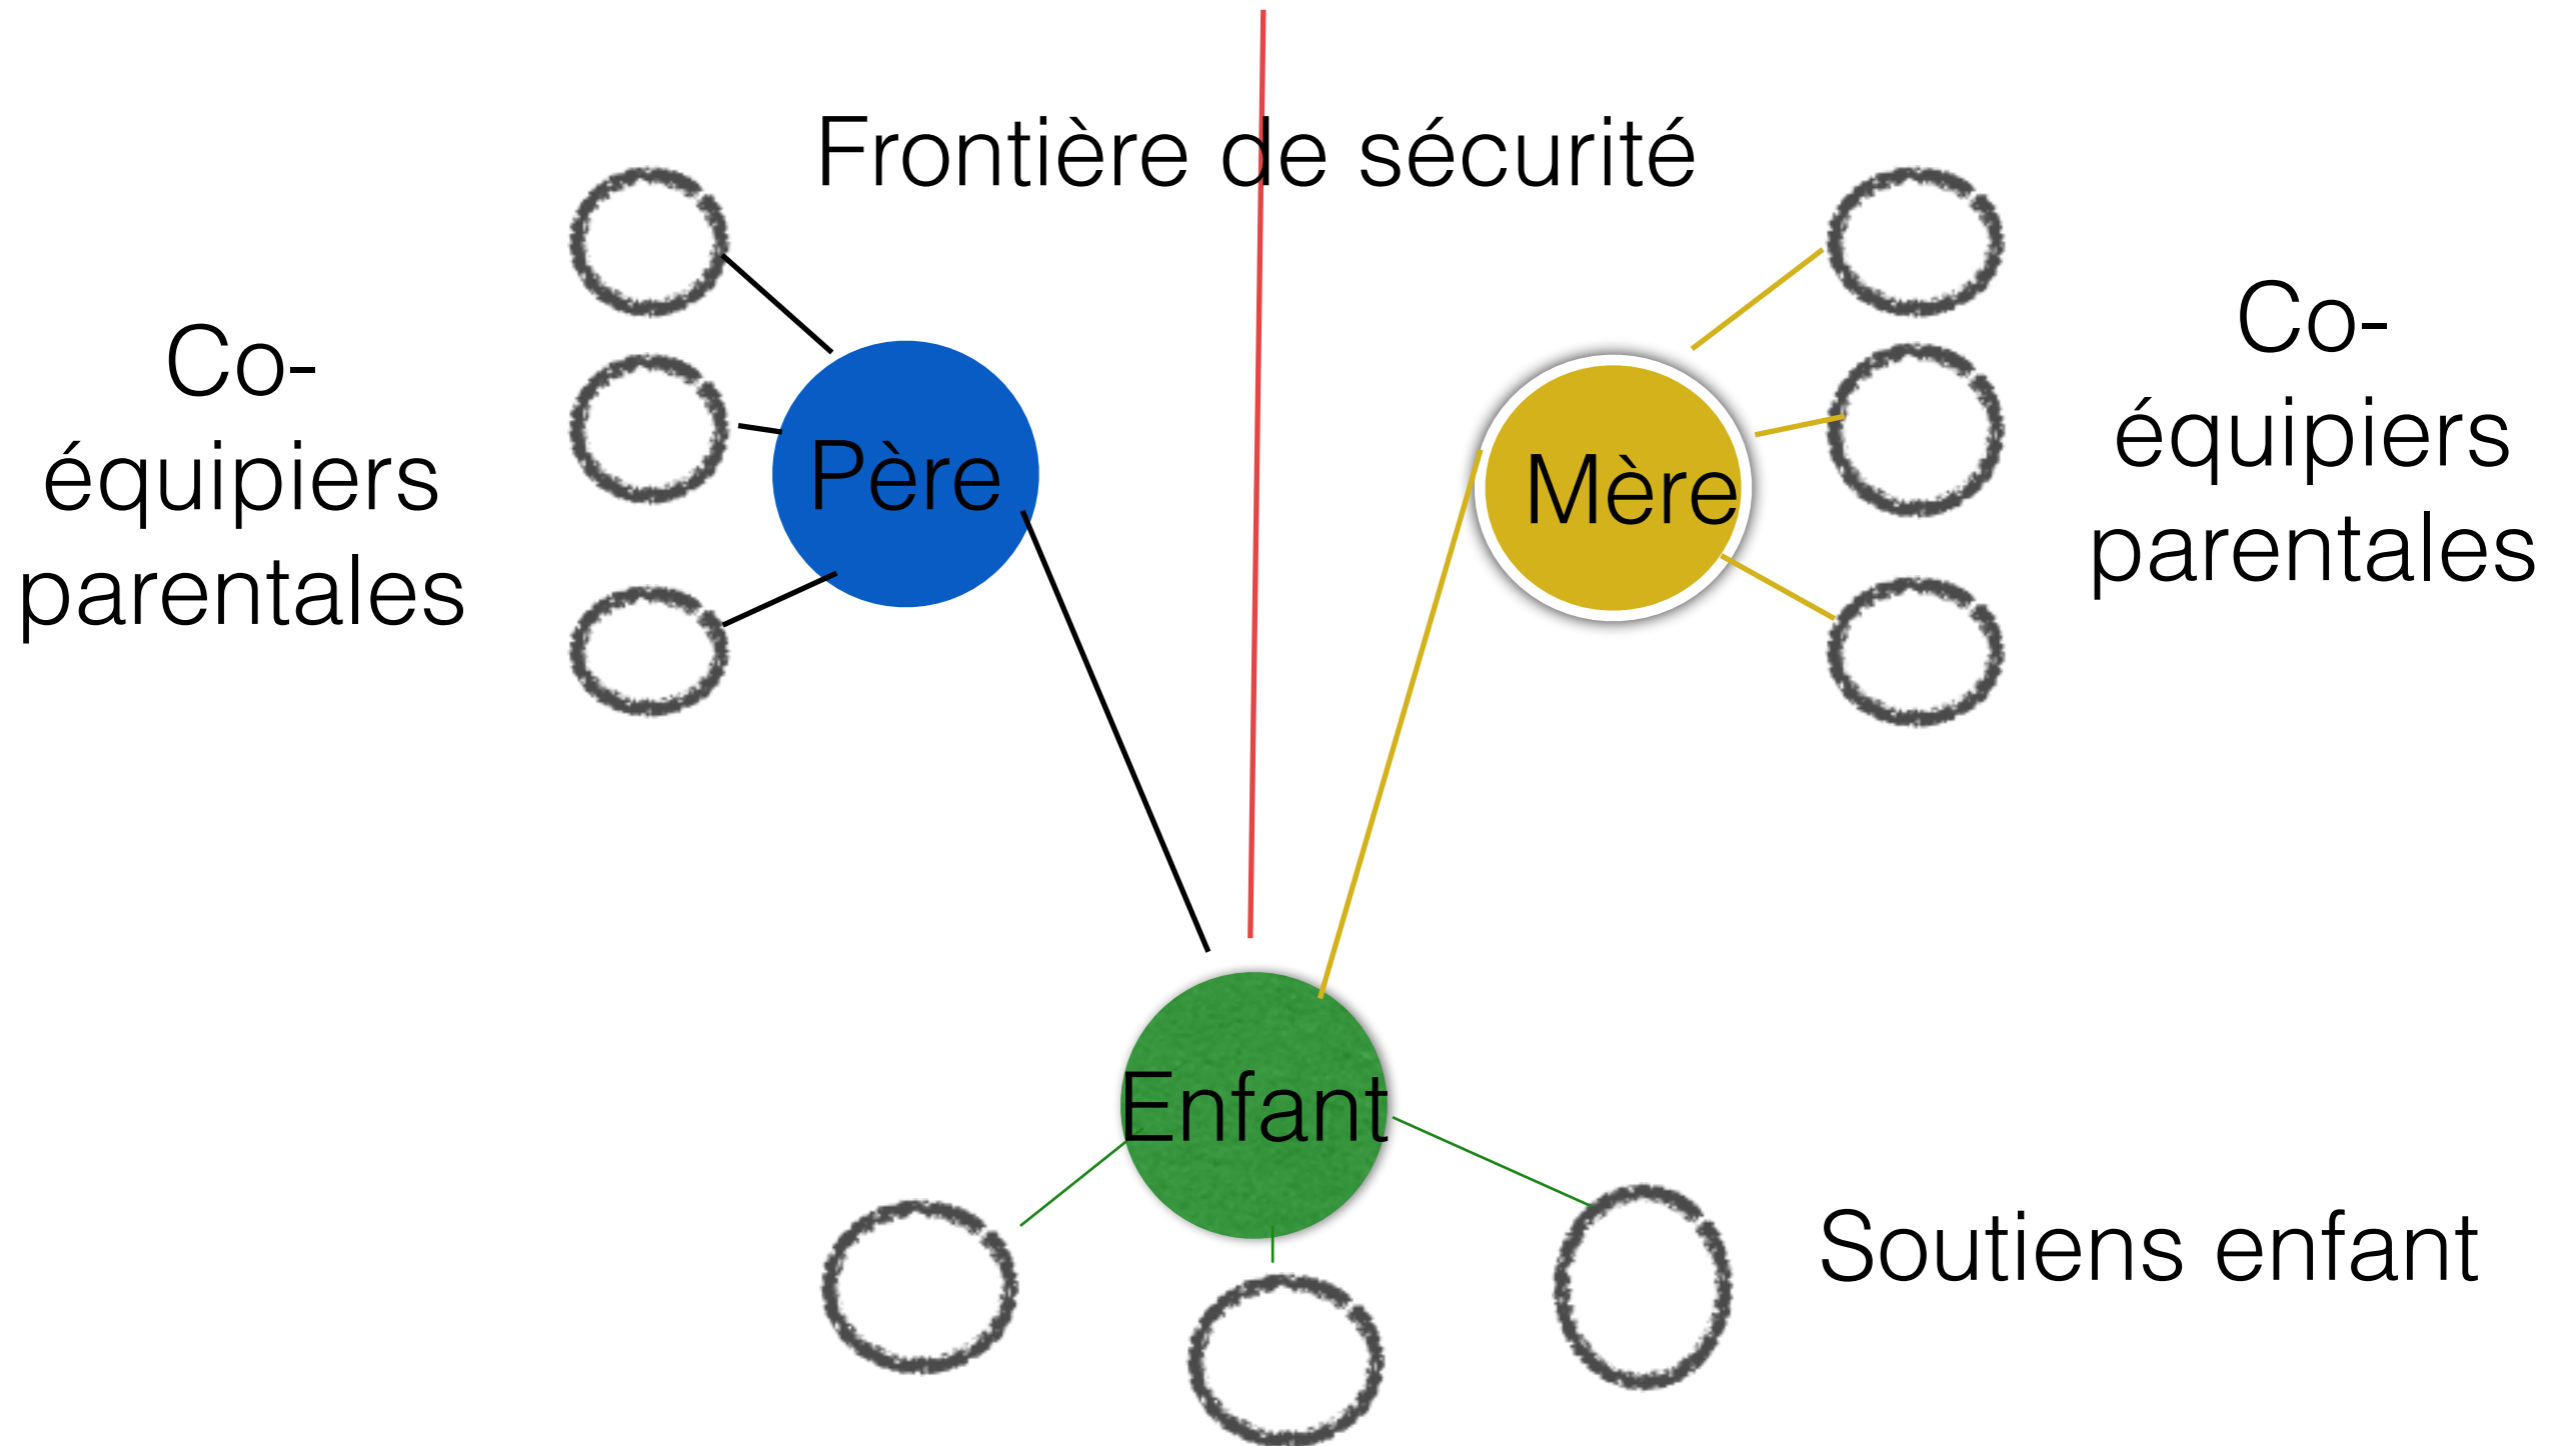 Frontière de sécurité
Co-
équipiers
parentales
Père
Mère
Co-
équipiers
parentales
Enfant
Soutiens enfant